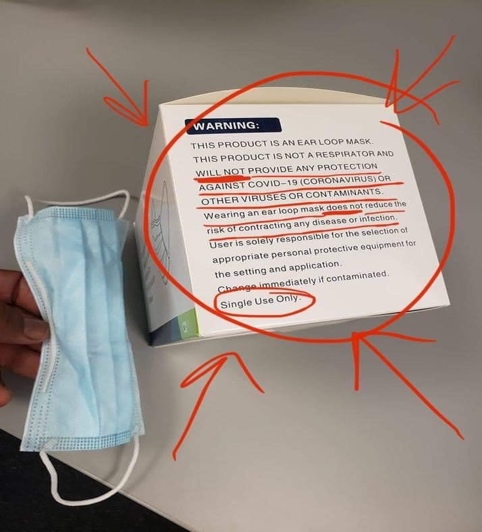 WARNING:
THIS PRODUCT IS AN EAR LOOP MASK.
THIS PRODUCT IS NOT A RESPIRATOR AND
WILL NOT PROVIDE ANY PROTECTION
AGAINST COVID-19 (CORONAVIRUS) OR
OTHER VIRUSES OR CONTAMINANTS.
Wearing an ear loop mask does not reduce the
risk of contracting any disease or infection.
User is solely responsible for the selection of
appropriate personal protective equipment for
the setting and application.
Change immediately if contaminated.
Single Use Only.